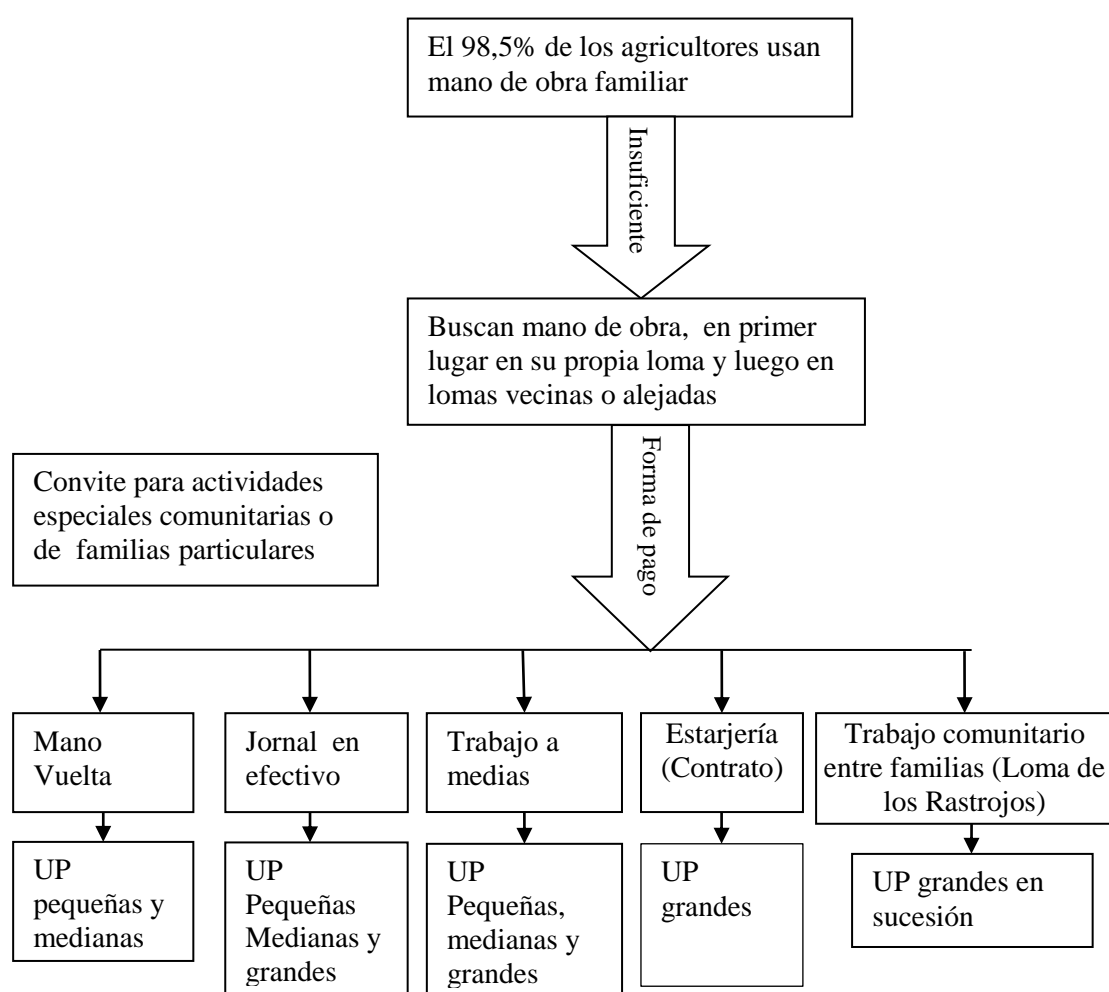 El 98,5% de los agricultores usan
mano de obra familiar
Insuficiente
Buscan mano de obra, en primer
lugar en su propia loma y luego en
lomas vecinas o alejadas
Forma de pago
Convite para actividades
especiales comunitarias o
de familias particulares
Mano
Vuelta
Jornal en
efectivo
Trabajo a
medias
Estarjería
(Contrato)
Trabajo comunitario
entre familias (Loma de
los Rastrojos)
UP
pequeñas y
medianas
UP
Pequeñas
Medianas y
grandes
UP
Pequeñas,
medianas y
grandes
UP
grandes
UP grandes en
sucesión